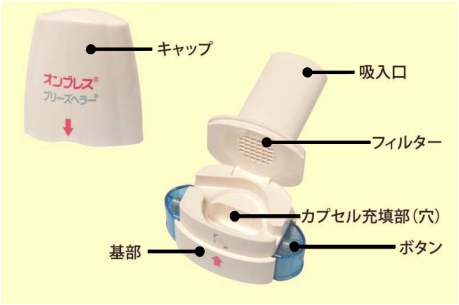 キャップ
オンブレス®
ブリーズヘラー®
吸入口
フィルター
カプセル充填部(穴)
ボタン
基部